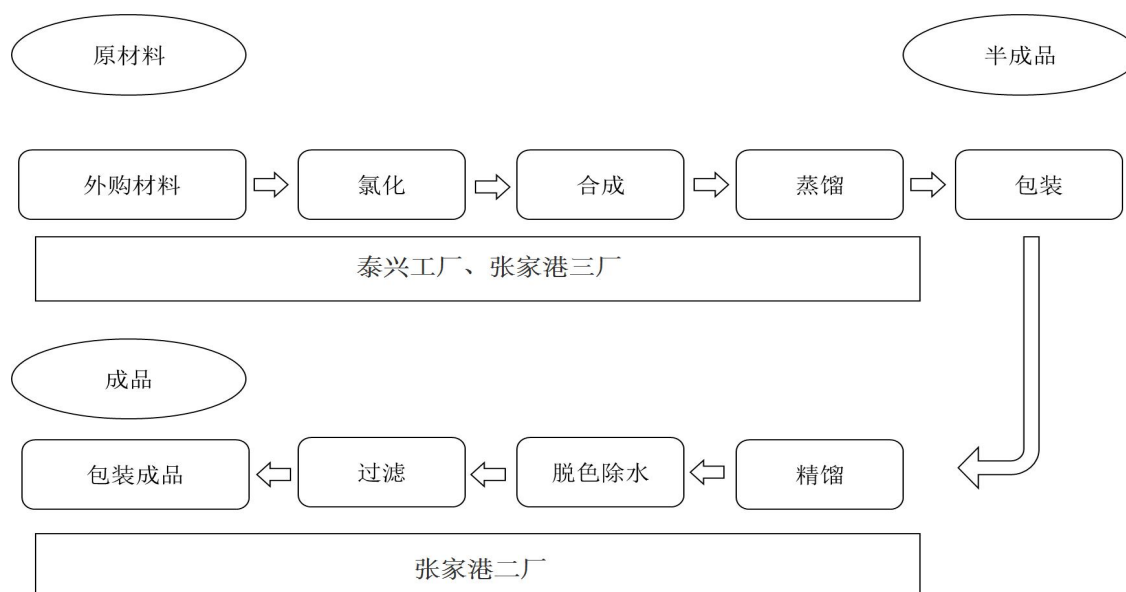 原材料
半成品
外购材料
氯化
合成
蒸馏
包装
泰兴工厂、张家港三厂
成品
包装成品
过滤
脱色除水
精馏
张家港二厂